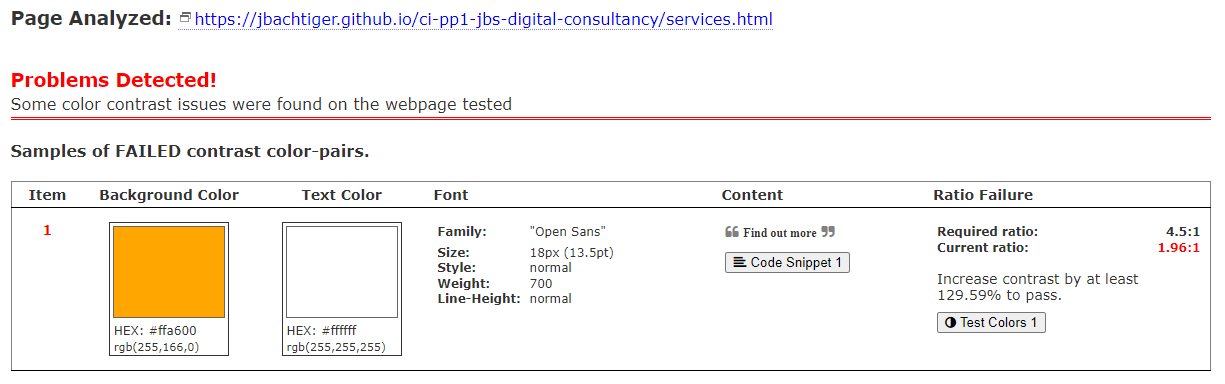 Page Analyzed: https://jbachtiger.github.io/ci-pp1-jbs-digital-consultancy/services.html
Problems Detected!
Some color contrast issues were found on the webpage tested
Samples of FAILED contrast color-pairs.
Item Background Color Text Color Font Content Ratio Failure
1
HEX: #ffa600
rgb(255,166,0)
HEX: #ffffff
rgb(255,255,255)
Family: "Open Sans"
Size: 18px (13.5pt)
Style: normal
Weight: 700
Line-Height: normal
❝ Find out more ❞
Code Snippet 1
Required ratio: 4.5:1
Current ratio: 1.96:1
Increase contrast by at least
129.59% to pass.
Test Colors 1